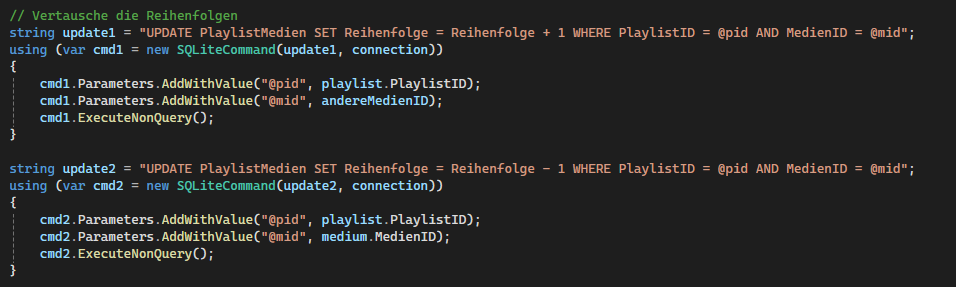 // Vertausche die Reihenfolgen
string update1 = "UPDATE PlaylistMedien SET Reihenfolge = Reihenfolge + 1 WHERE PlaylistID = @pid AND MedienID = @mid";
using (var cmd1 = new SQLiteCommand(update1, connection))
{
    cmd1.Parameters.AddWithValue("@pid", playlist.PlaylistID);
    cmd1.Parameters.AddWithValue("@mid", andereMedienID);
    cmd1.ExecuteNonQuery();
}

string update2 = "UPDATE PlaylistMedien SET Reihenfolge = Reihenfolge - 1 WHERE PlaylistID = @pid AND MedienID = @mid";
using (var cmd2 = new SQLiteCommand(update2, connection))
{
    cmd2.Parameters.AddWithValue("@pid", playlist.PlaylistID);
    cmd2.Parameters.AddWithValue("@mid", medium.MedienID);
    cmd2.ExecuteNonQuery();
}